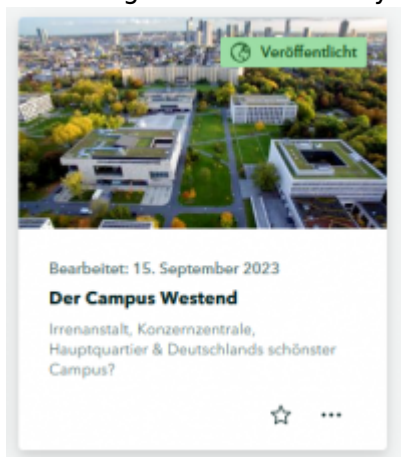 Veröffentlicht
Bearbeitet: 15. September 2023
Der Campus Westend
Irrenanstalt, Konzernzentrale,
Hauptquartier & Deutschlands schönster
Campus?